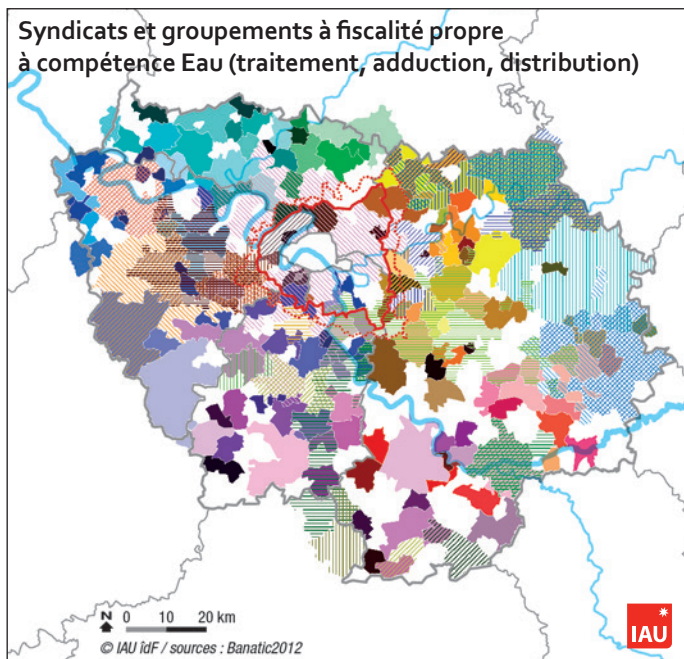 Syndicats et groupements à fiscalité propre
à compétence Eau (traitement, adduction, distribution)
N 0 10 20 km
© IAU îdF / sources : Banatic2012
IAU